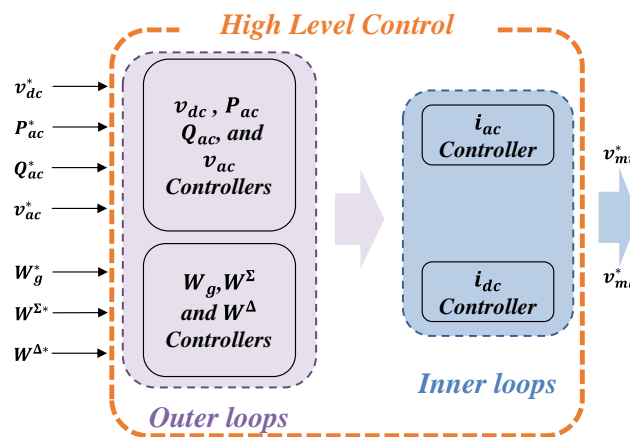 High Level Control
v*dc
P*ac
Q*ac
v*ac
W*g
WΣ*
WΔ*
vdc , Pac
Qac, and
vac
Controllers
Wg,WΣ
and WΔ
Controllers
Outer loops
iac
Controller
idc
Controller
Inner loops